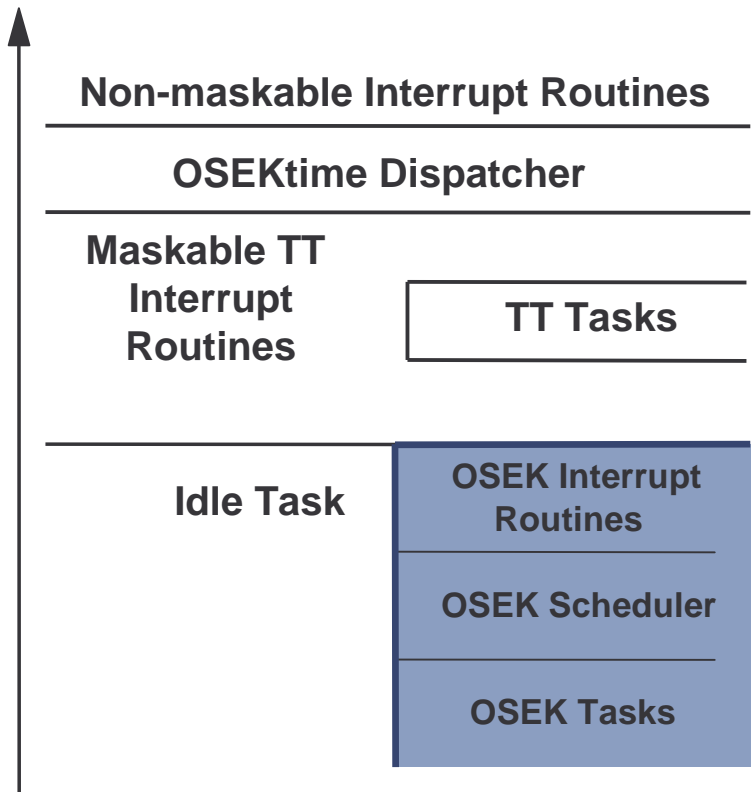 Non-maskable Interrupt Routines
OSEKtime Dispatcher
Maskable TT
Interrupt
Routines
TT Tasks
Idle Task
OSEK Interrupt
Routines
OSEK Scheduler
OSEK Tasks